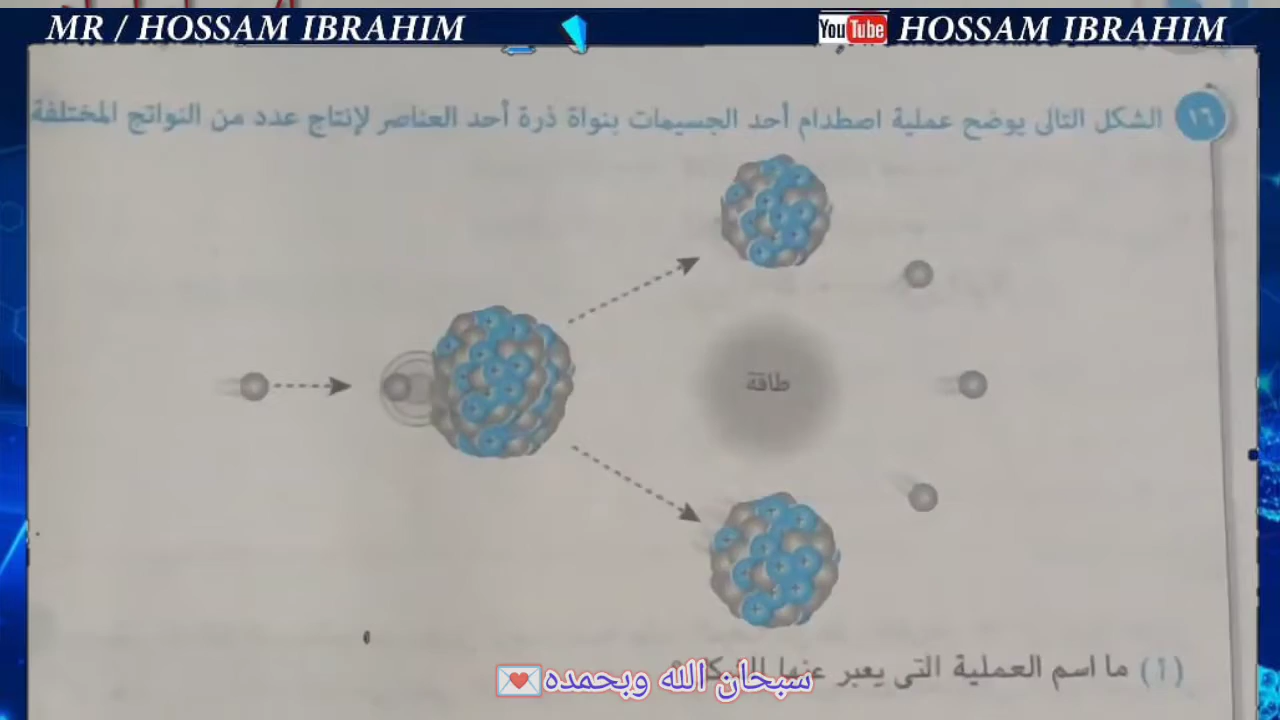 MR / HOSSAM IBRAHIM
YouTube HOSSAM IBRAHIM
١٦ الشكل التالى يوضح عملية اصطدام أحد الجسيمات بنواة ذرة أحد العناصر لإنتاج عدد من النواتج المختلفة
طاقة
(أ) ما اسم العملية التى يعبر عنها
سبحان الله وبحمده